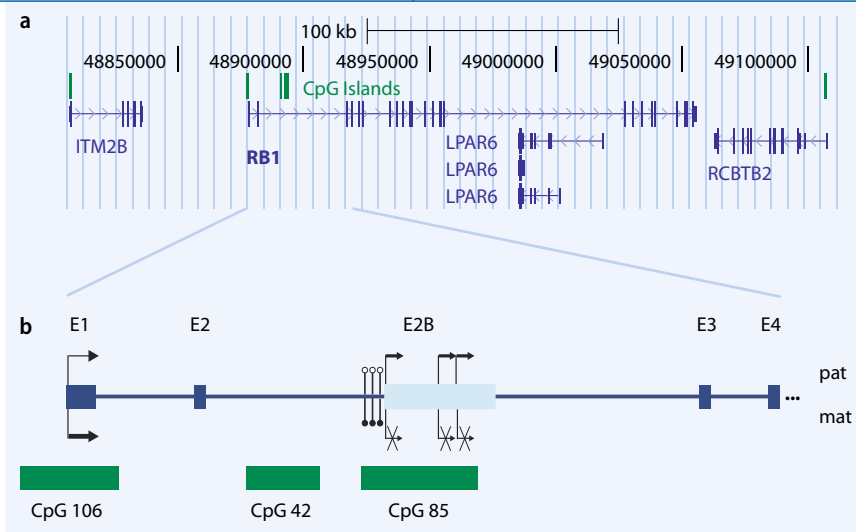 a
100 kb
48850000 48900000 48950000 49000000 49050000 49100000
CpG Islands
ITM2B
RB1
LPAR6
LPAR6
LPAR6
RCBTB2
b
E1 E2 E2B E3 E4
pat
...
mat
CpG 106 CpG 42 CpG 85